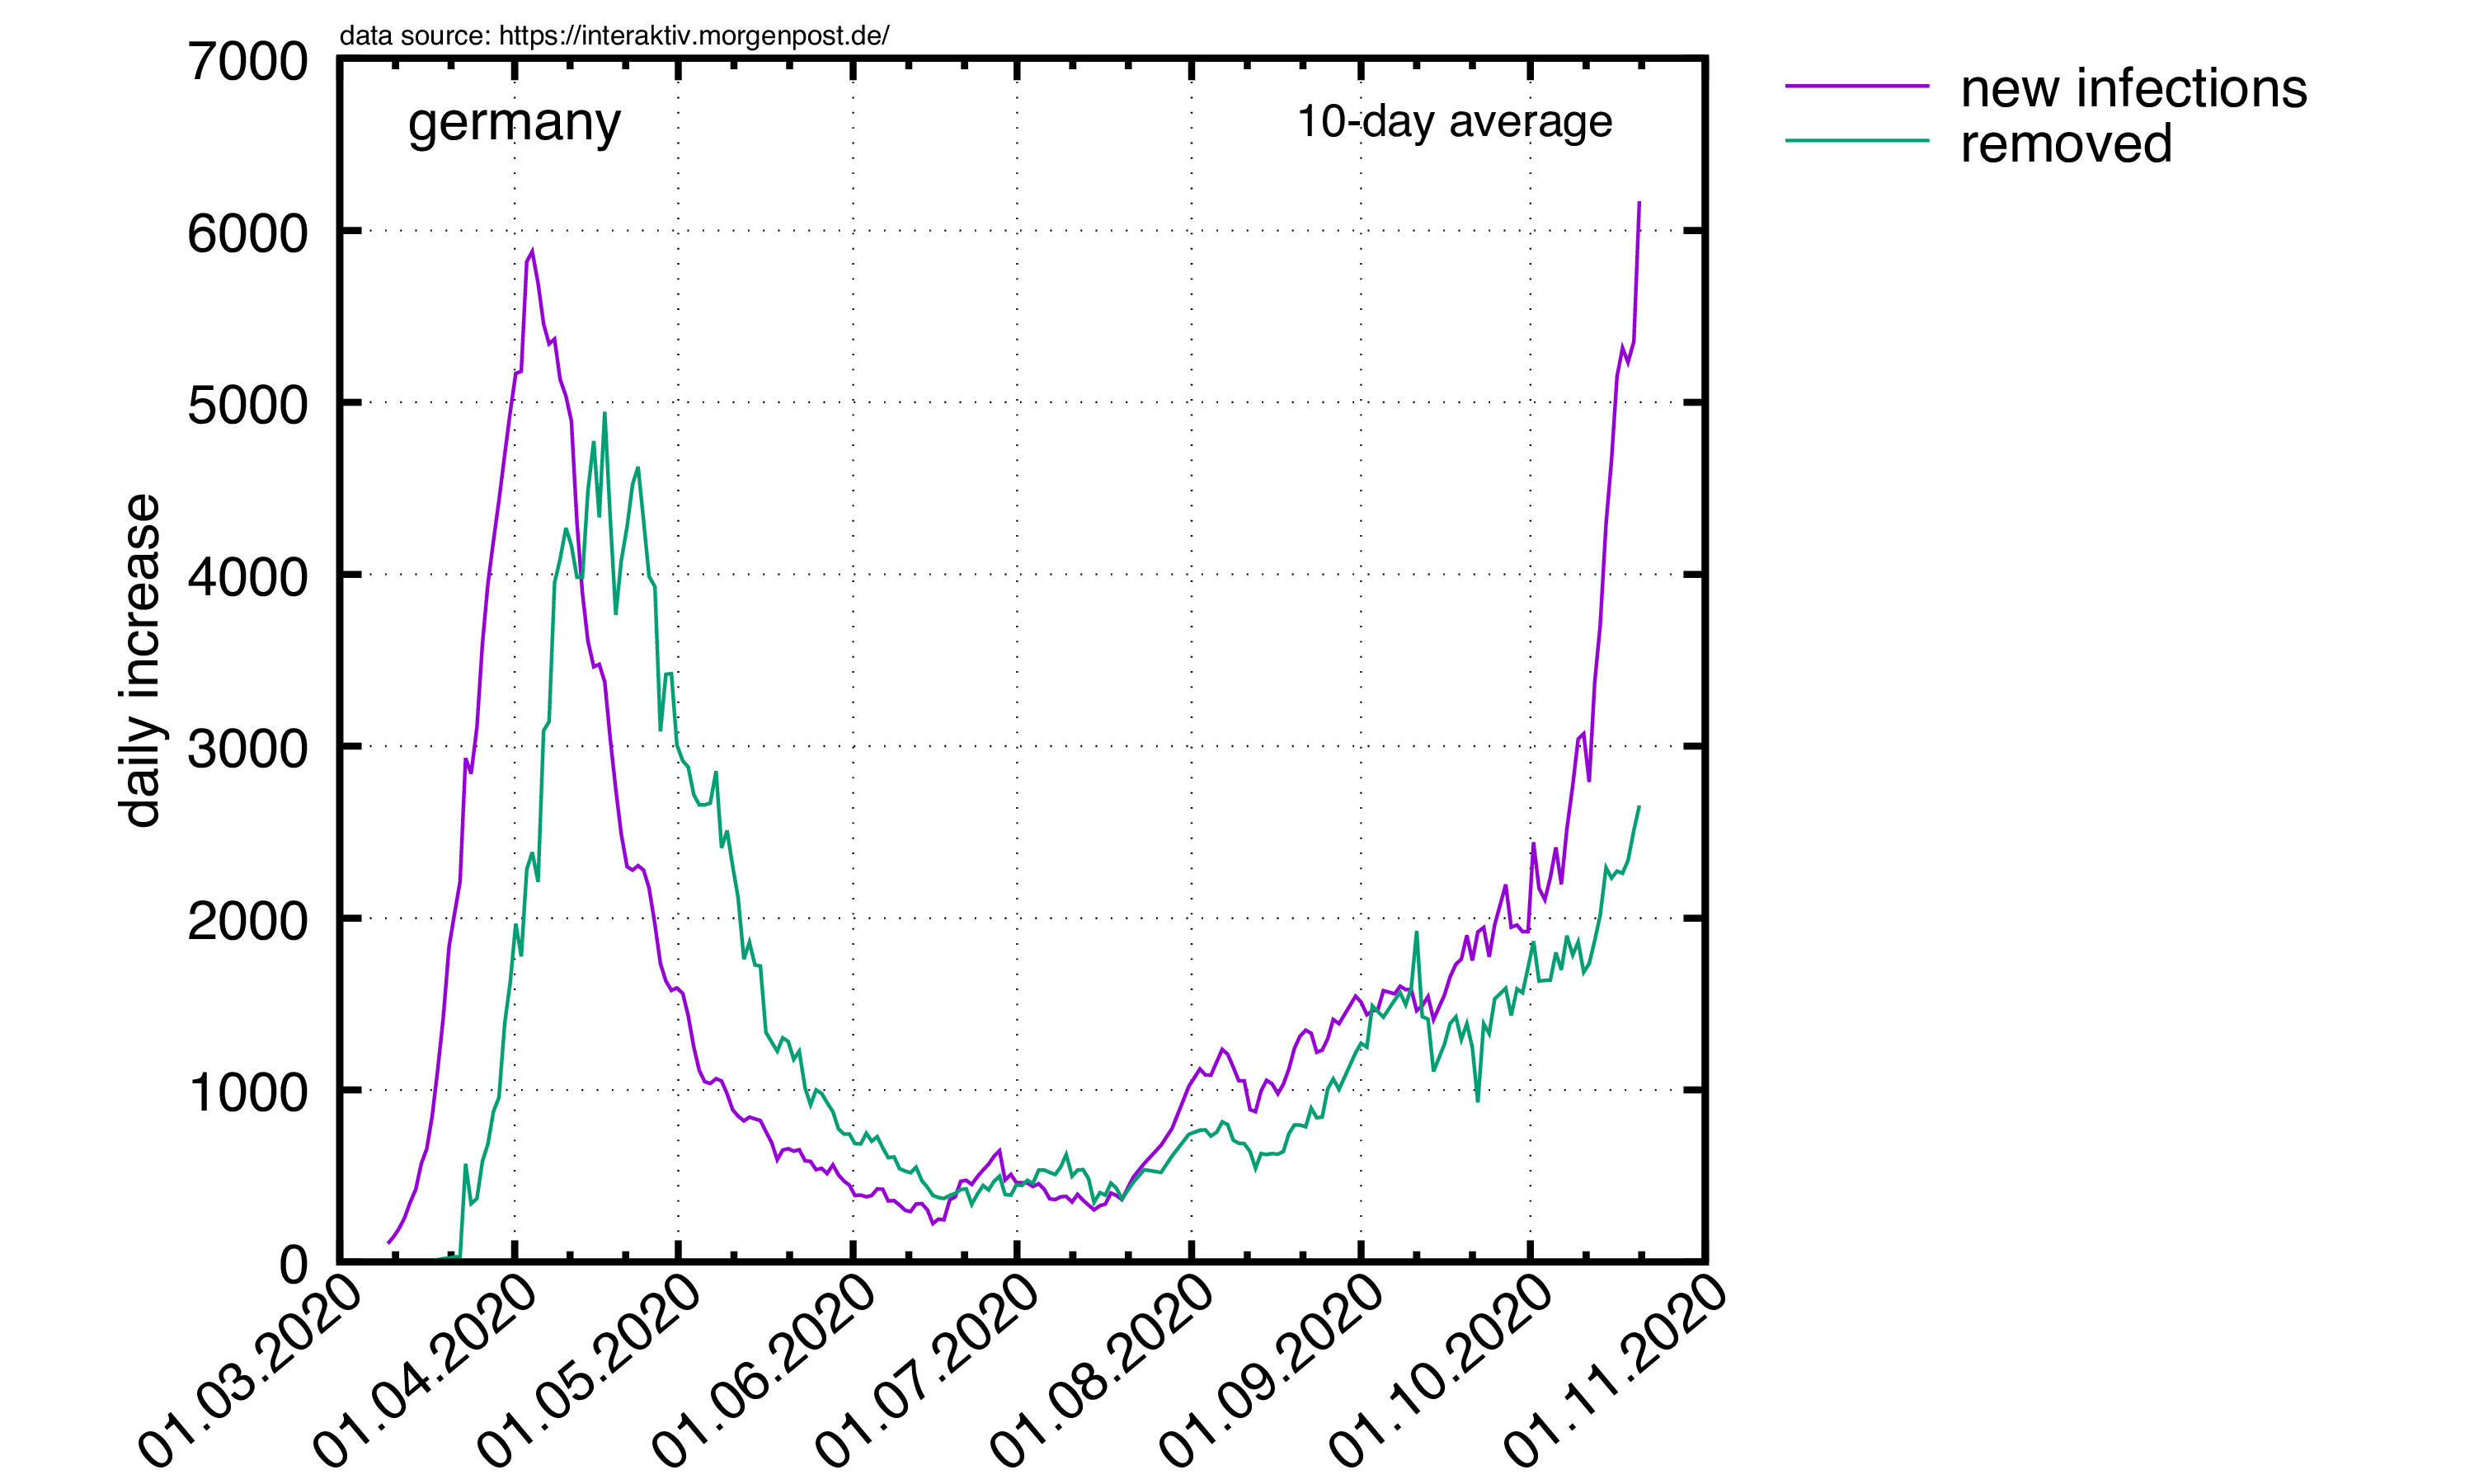 data source: https://interaktiv.morgenpost.de/
germany
10-day average
new infections
removed
daily increase
7000
6000
5000
4000
3000
2000
1000
0
01.03.2020
01.04.2020
01.05.2020
01.06.2020
01.07.2020
01.08.2020
01.09.2020
01.10.2020
01.11.2020